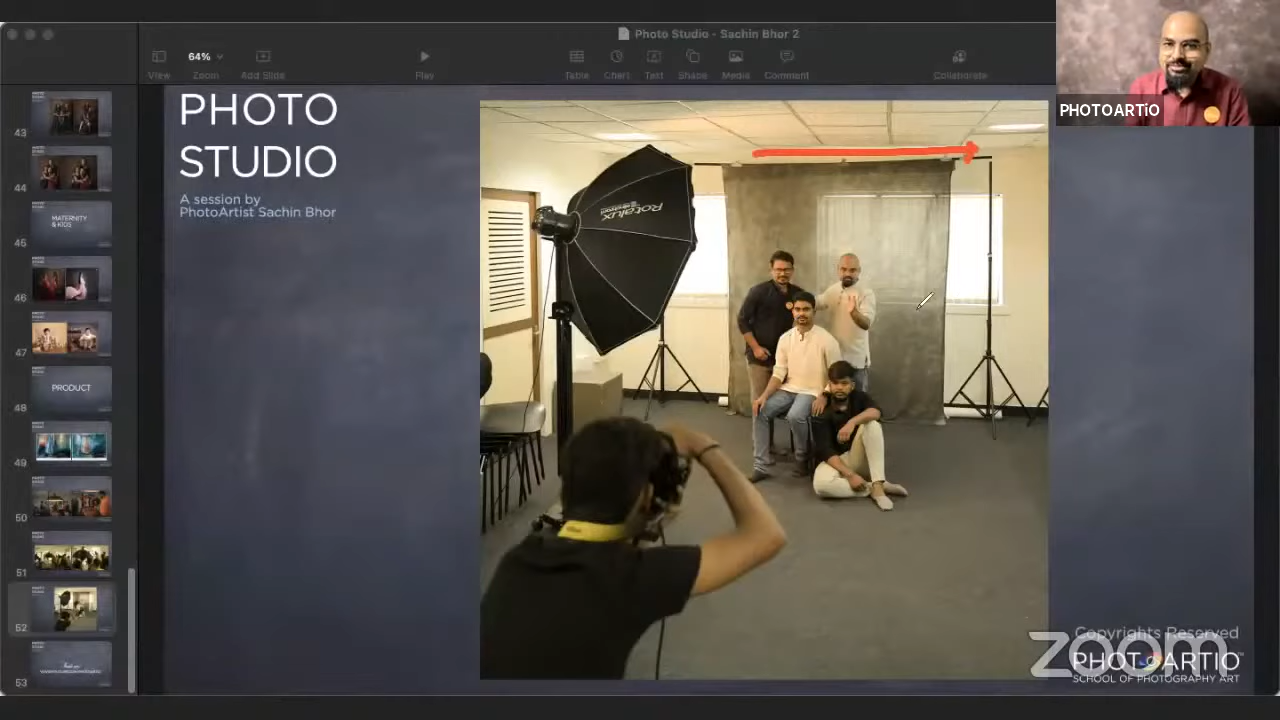 Photo Studio - Sachin Bhor 2
64%
View
Zoom
Add Slide
Play
Table
Chart
Text
Shape
Media
Comment
Collaborate
PHOTOARTiO
PHOTO
STUDIO
A session by
PhotoArtist Sachin Bhor
Rotalux
43
44
MATERNITY
& KIDS
45
46
47
PRODUCT
48
49
50
51
52
53
Copyrights Reserved
zoom
PHOTOARTIO
SCHOOL OF PHOTOGRAPHY ART